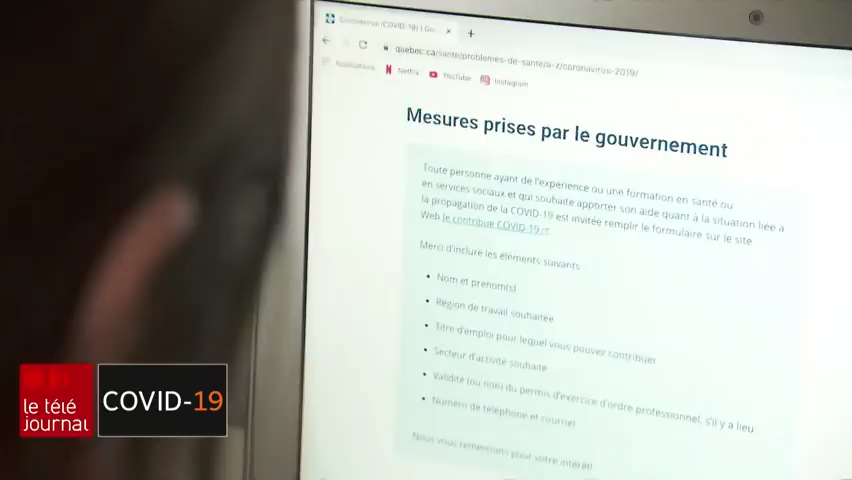 Coronavirus (COVID-19) | Gou
quebec.ca/sante/problemes-de-sante/a-z/coronavirus-2019/
Applications
Netflix
YouTube
Instagram
Mesures prises par le gouvernement
Toute personne ayant de l'expérience ou une formation en santé ou
en services sociaux et qui souhaite apporter son aide quant à la situation liée à
la propagation de la COVID-19 est invitée remplir le formulaire sur le site
Web Je contribue COVID-19
Merci d'inclure les éléments suivants :
• Nom et prénom(s)
• Région de travail souhaitée
• Titre d'emploi pour lequel vous pouvez contribuer
• Secteur d'activité souhaité
• Validité (ou non) du permis d'exercice d'ordre professionnel, s'il y a lieu
• Numéro de téléphone et courriel
Nous vous remercions pour votre intérêt!
le télé
journal
COVID-19